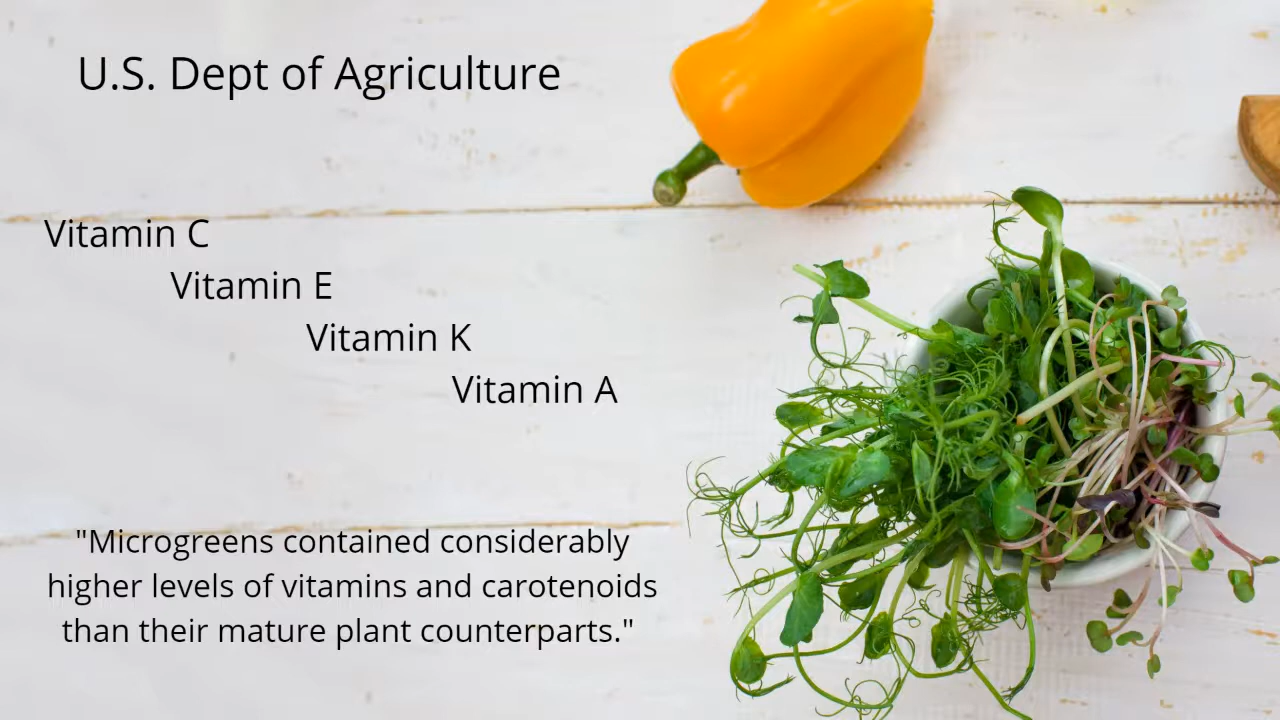 U.S. Dept of Agriculture
Vitamin C
Vitamin E
Vitamin K
Vitamin A
"Microgreens contained considerably
higher levels of vitamins and carotenoids
than their mature plant counterparts."